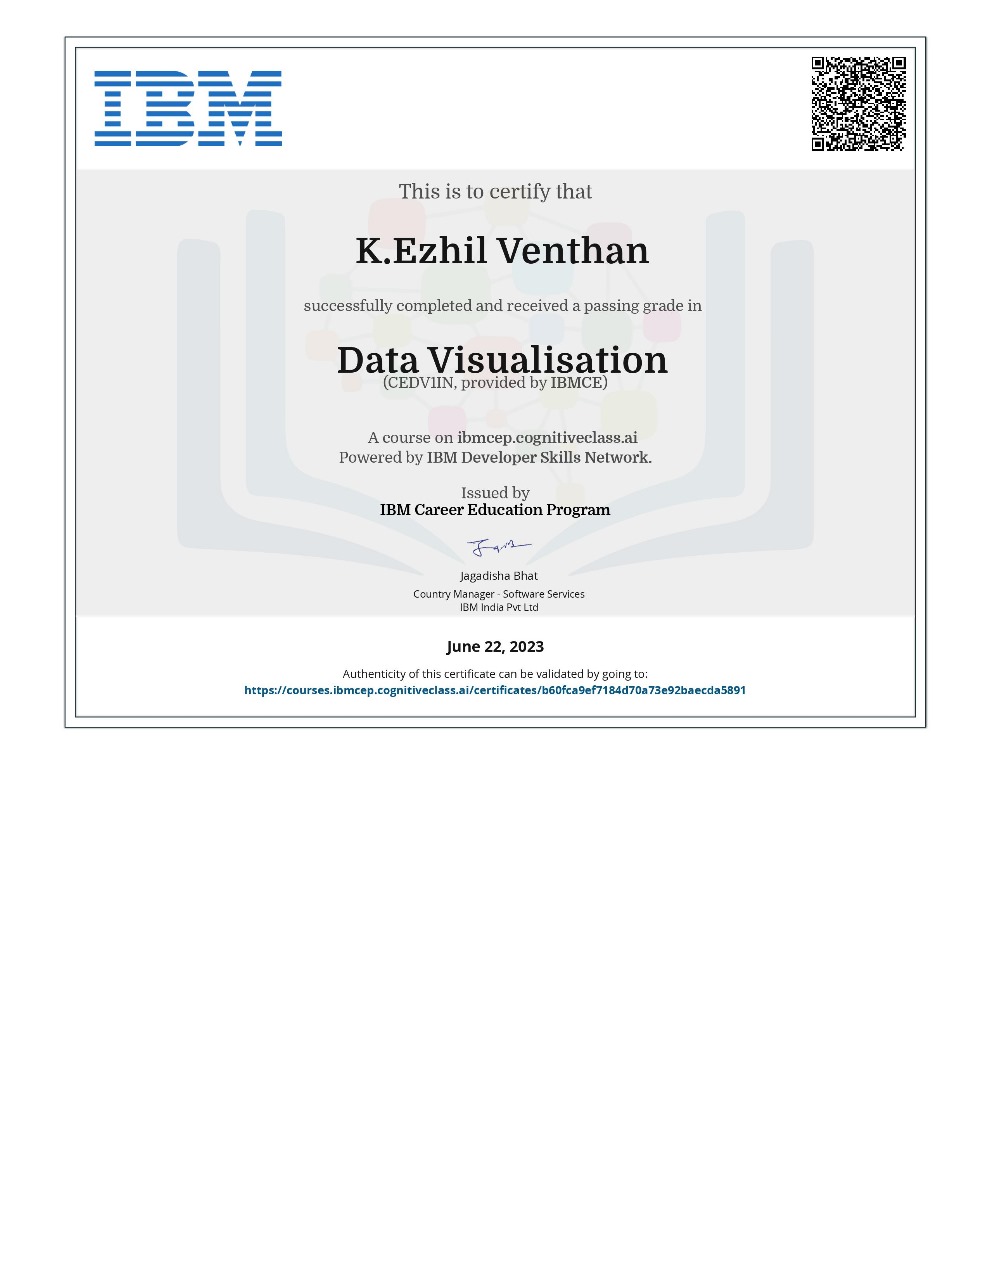 IBM
This is to certify that
K.Ezhil Venthan
successfully completed and received a passing grade in
Data Visualisation
(CEDV1IN, provided by IBMCE)
A course on ibmcep.cognitiveclass.ai
Powered by IBM Developer Skills Network.
Issued by
IBM Career Education Program
Jagadisha Bhat
Country Manager - Software Services
IBM India Pvt Ltd
June 22, 2023
Authenticity of this certificate can be validated by going to:
https://courses.ibmcep.cognitiveclass.ai/certificates/b60fca9ef7184d70a73e92baecda5891